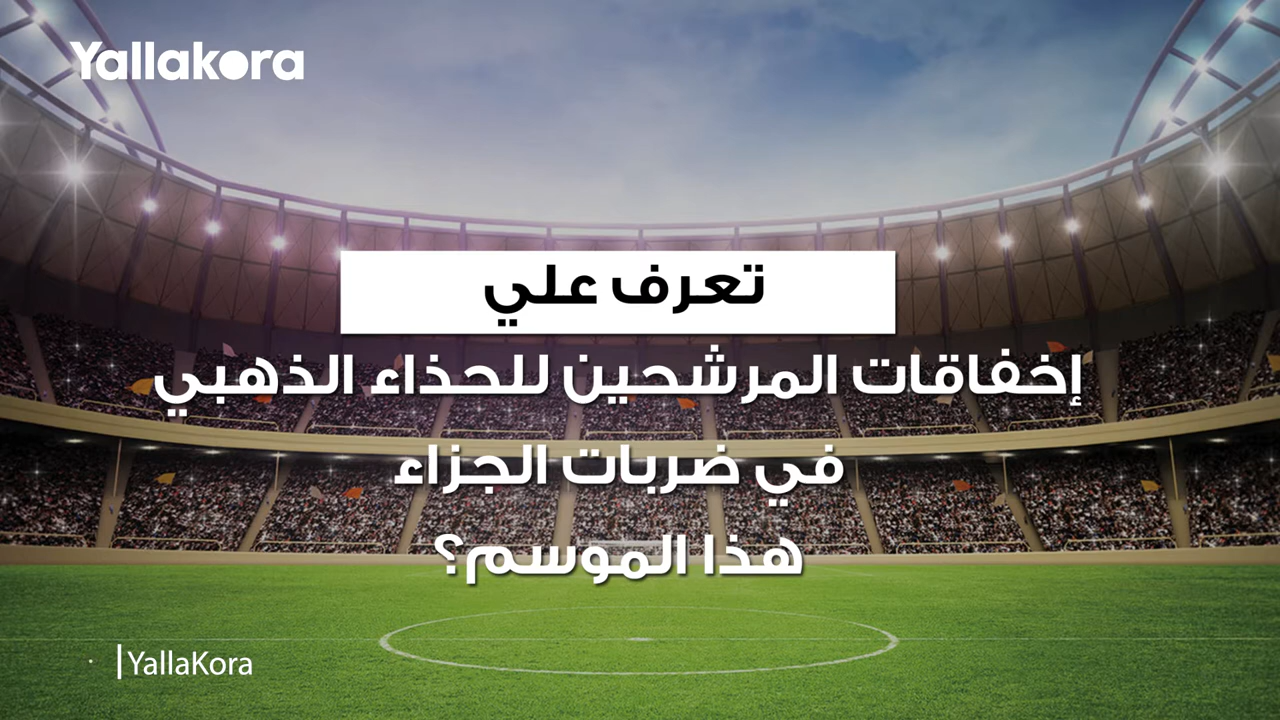 Yallakora
تعرف علي
إخفاقات المرشحين للحذاء الذهبي
في ضربات الجزاء
هذا الموسم؟
YallaKora